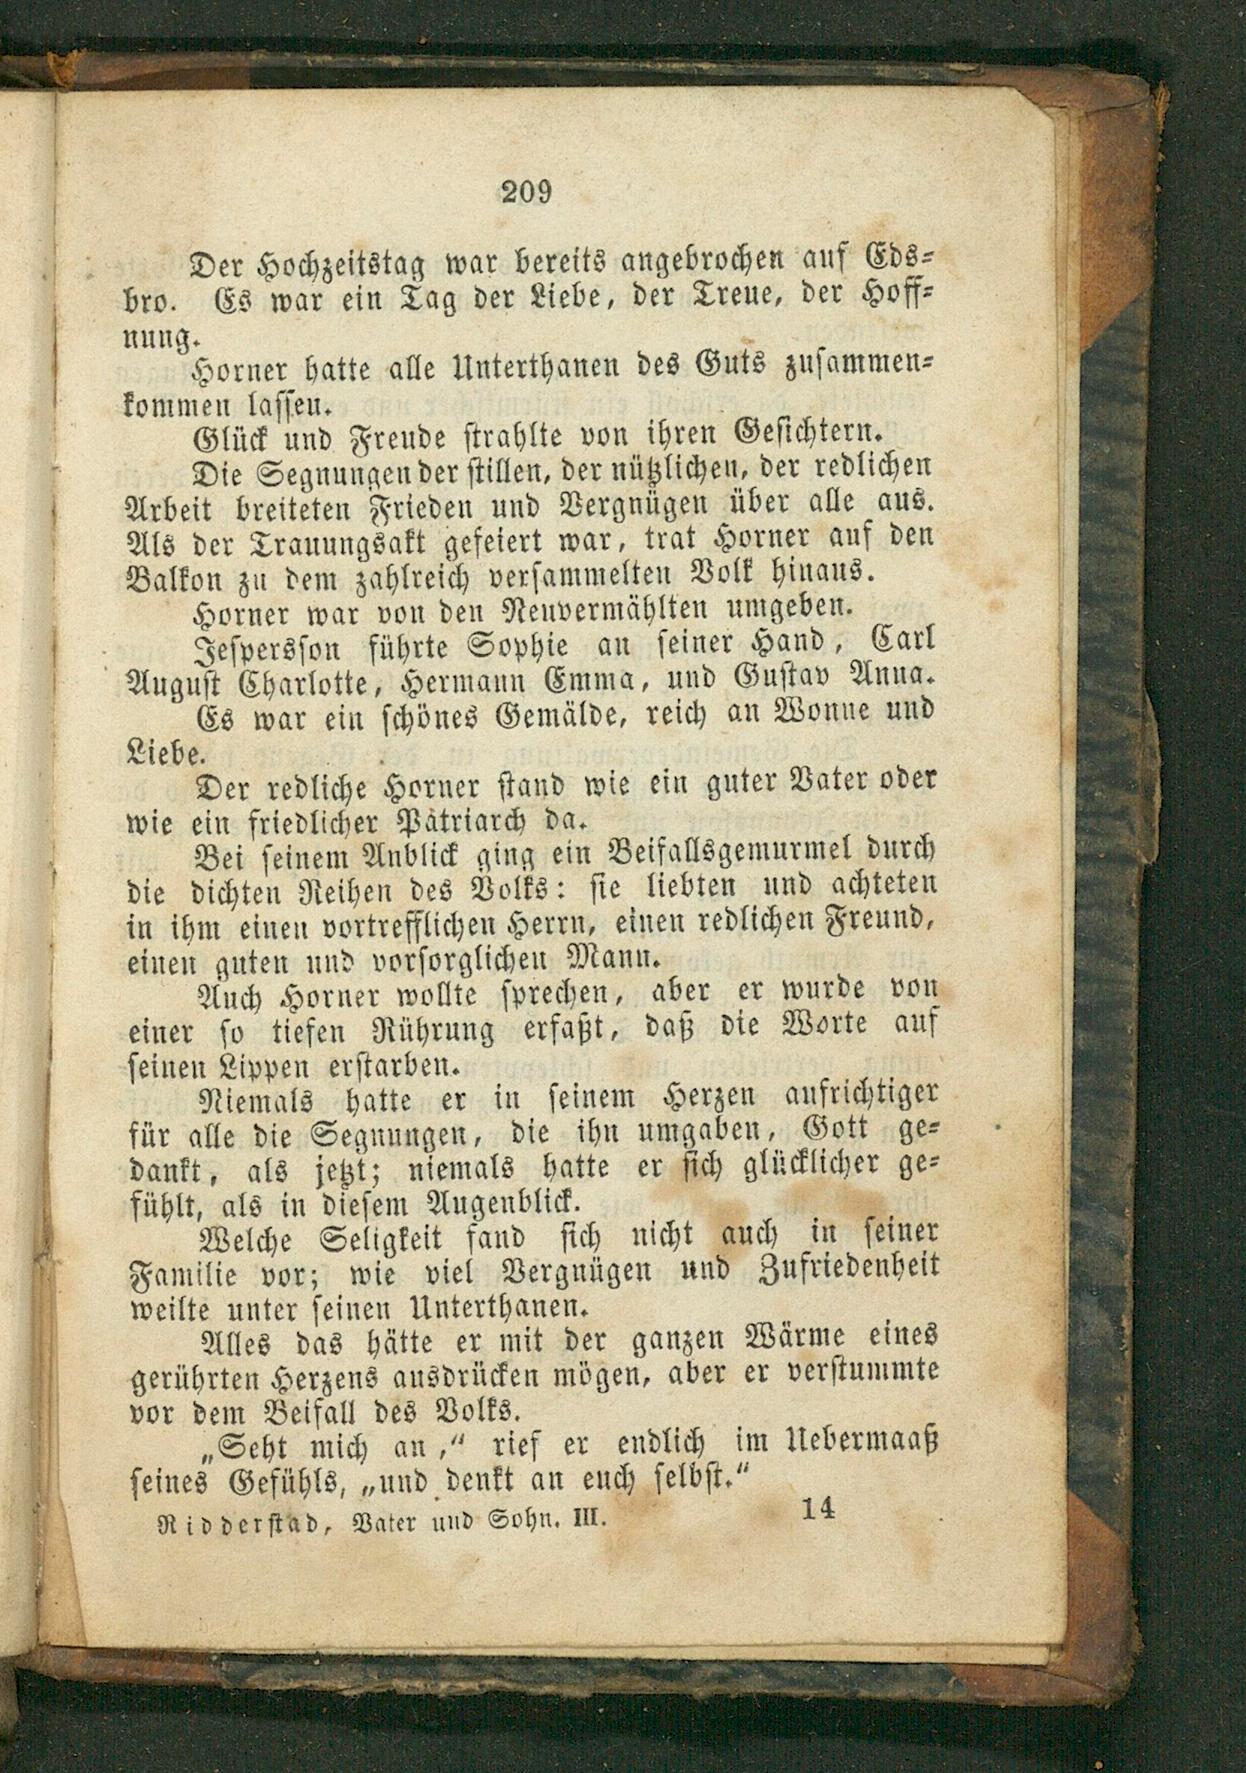 209
Der Hochzeitstag war bereits angebrochen auf Eds-
bro. Es war ein Tag der Liebe, der Treue, der Hoff-
nung.
Horner hatte alle Unterthanen des Guts zusammen-
kommen lassen.
Glück und Freude strahlte von ihren Gesichtern.
Die Segnungen der stillen, der nützlichen, der redlichen
Arbeit breiteten Frieden und Vergnügen über alle aus.
Als der Trauungsakt gefeiert war, trat Horner auf den
Balkon zu dem zahlreich versammelten Volk hinaus.
Horner war von den Neuvermählten umgeben.
Jespersson führte Sophie an seiner Hand, Carl
August Charlotte, Hermann Emma, und Gustav Anna.
Es war ein schönes Gemälde, reich an Wonne und
Liebe.
Der redliche Horner stand wie ein guter Vater oder
wie ein friedlicher Patriarch da.
Bei seinem Anblick ging ein Beifallsgemurmel durch
die dichten Reihen des Volks: sie liebten und achteten
in ihm einen vortrefflichen Herrn, einen redlichen Freund,
einen guten und vorsorglichen Mann.
Auch Horner wollte sprechen, aber er wurde von
einer so tiefen Rührung erfaßt, daß die Worte auf
seinen Lippen erstarben.
Niemals hatte er in seinem Herzen aufrichtiger
für alle die Segnungen, die ihn umgaben, Gott ge-
dankt, als jetzt; niemals hatte er sich glücklicher ge-
fühlt, als in diesem Augenblick.
Welche Seligkeit fand sich nicht auch in seiner
Familie vor; wie viel Vergnügen und Zufriedenheit
weilte unter seinen Unterthanen.
Alles das hätte er mit der ganzen Wärme eines
gerührten Herzens ausdrücken mögen, aber er verstummte
vor dem Beifall des Volks.
„Seht mich an,“ rief er endlich im Uebermaaß
seines Gefühls, „und denkt an euch selbst.“
Ridderstad, Vater und Sohn. III. 14